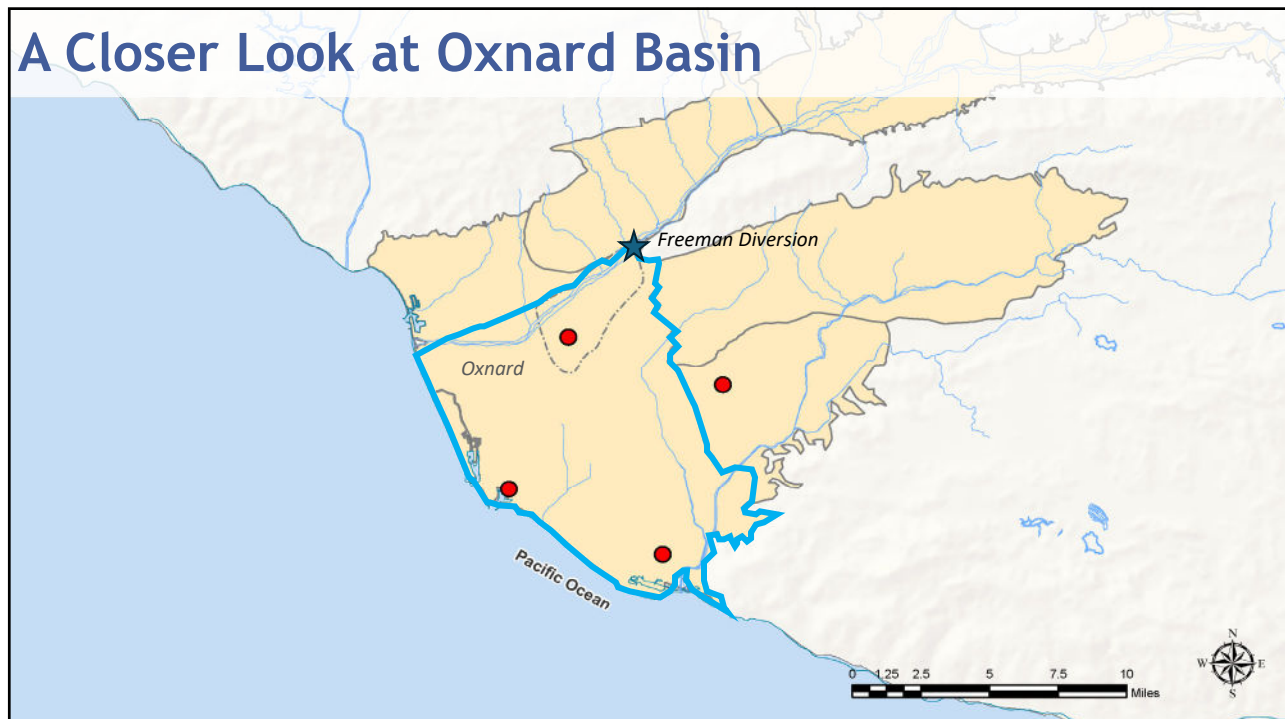 A Closer Look at Oxnard Basin
Freeman Diversion
Oxnard
Pacific Ocean
N
W E
S
0 1.25 2.5 5 7.5 10
Miles